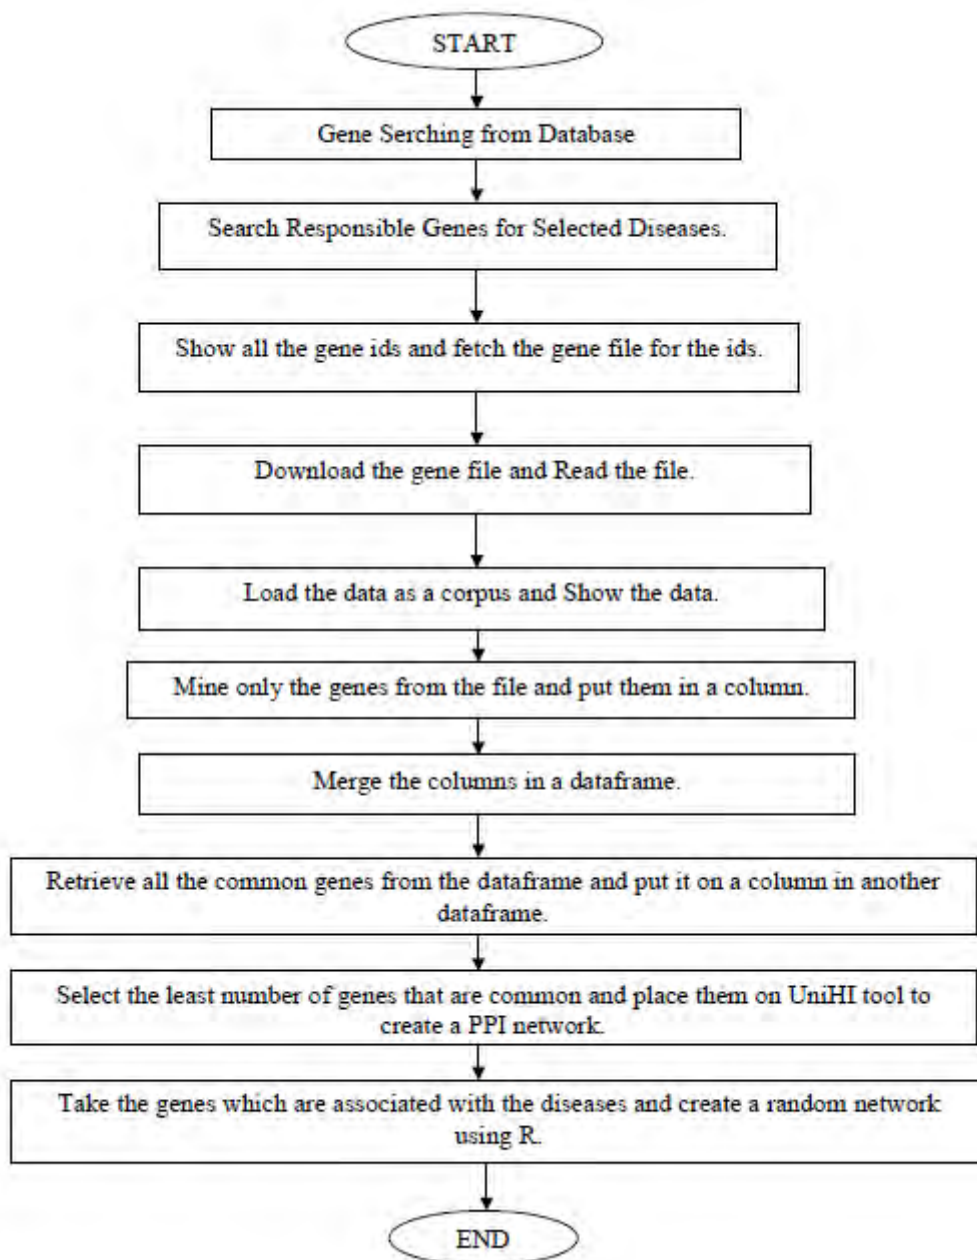 START
Gene Serching from Database
Search Responsible Genes for Selected Diseases.
Show all the gene ids and fetch the gene file for the ids.
Download the gene file and Read the file.
Load the data as a corpus and Show the data.
Mine only the genes from the file and put them in a column.
Merge the columns in a dataframe.
Retrieve all the common genes from the dataframe and put it on a column in another
dataframe.
Select the least number of genes that are common and place them on UniHI tool to
create a PPI network.
Take the genes which are associated with the diseases and create a random network
using R.
END